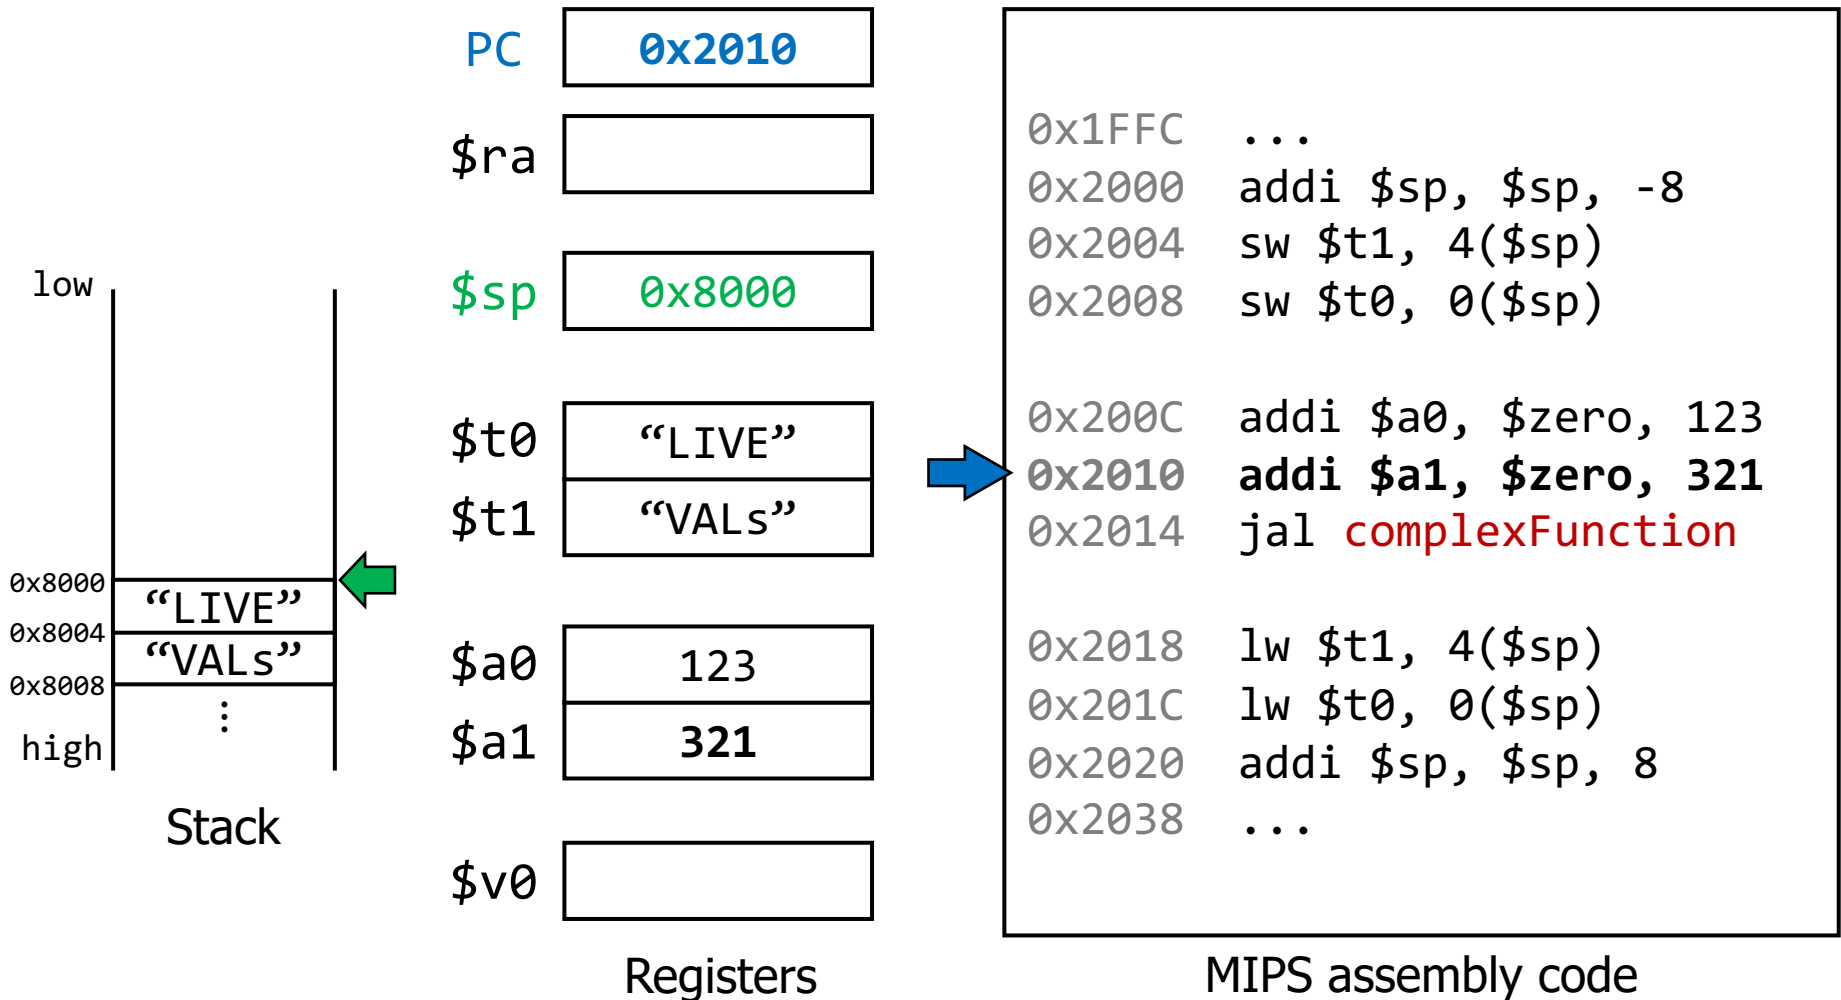 low
0x8000
“LIVE”
0x8004
“VALs”
0x8008
⋮
high
Stack
PC 0x2010
$ra
$sp 0x8000
$t0 “LIVE”
$t1 “VALs”
$a0 123
$a1 321
$v0
Registers
0x1FFC ...
0x2000 addi $sp, $sp, -8
0x2004 sw $t1, 4($sp)
0x2008 sw $t0, 0($sp)
0x200C addi $a0, $zero, 123
0x2010 addi $a1, $zero, 321
0x2014 jal complexFunction
0x2018 lw $t1, 4($sp)
0x201C lw $t0, 0($sp)
0x2020 addi $sp, $sp, 8
0x2038 ...
MIPS assembly code